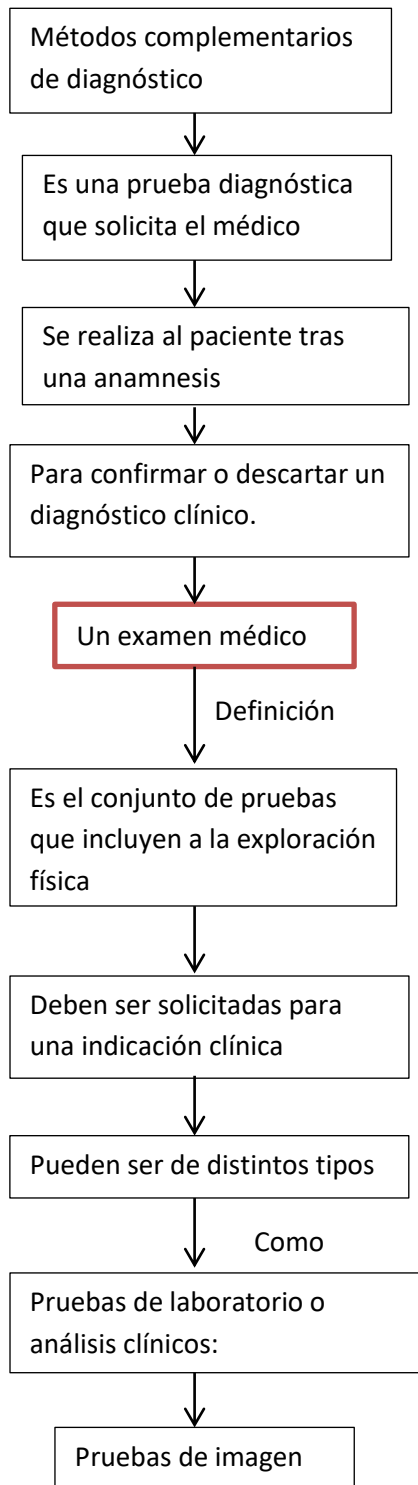 Métodos complementarios
de diagnóstico
Es una prueba diagnóstica
que solicita el médico
Se realiza al paciente tras
una anamnesis
Para confirmar o descartar un
diagnóstico clínico.
Un examen médico
Definición
Es el conjunto de pruebas
que incluyen a la exploración
física
Deben ser solicitadas para
una indicación clínica
Pueden ser de distintos tipos
Como
Pruebas de laboratorio o
análisis clínicos:
Pruebas de imagen